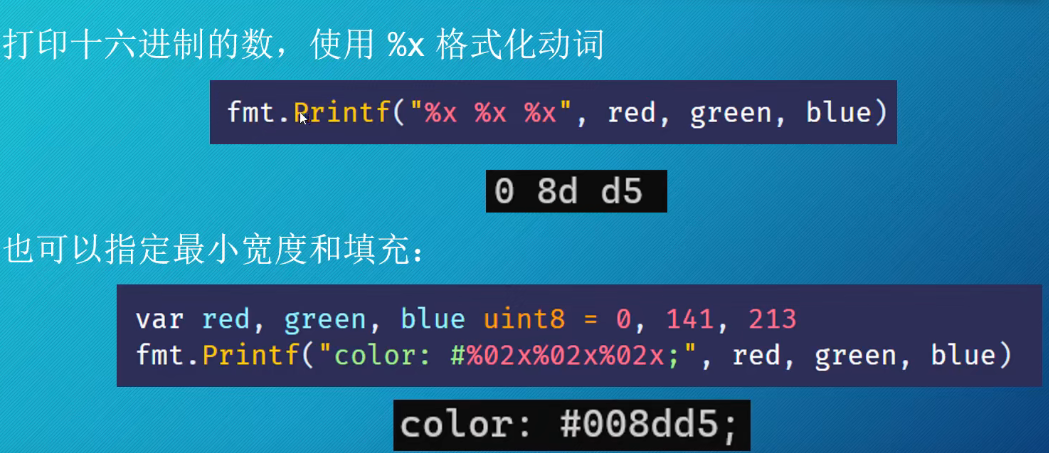 打印十六进制的数，使用 %x 格式化动词
fmt.Printf("%x %x %x", red, green, blue)
0 8d d5
也可以指定最小宽度和填充：
var red, green, blue uint8 = 0, 141, 213
fmt.Printf("color: #%02x%02x%02x;", red, green, blue)
color: #008dd5;